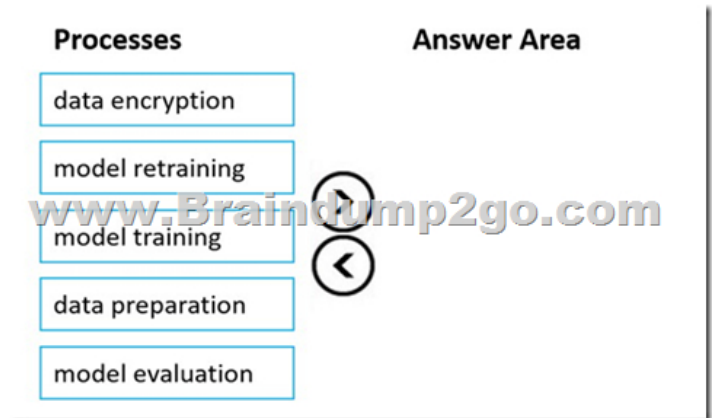 Processes
Answer Area
data encryption
model retraining
www.Braindump2go.com
model training
data preparation
model evaluation